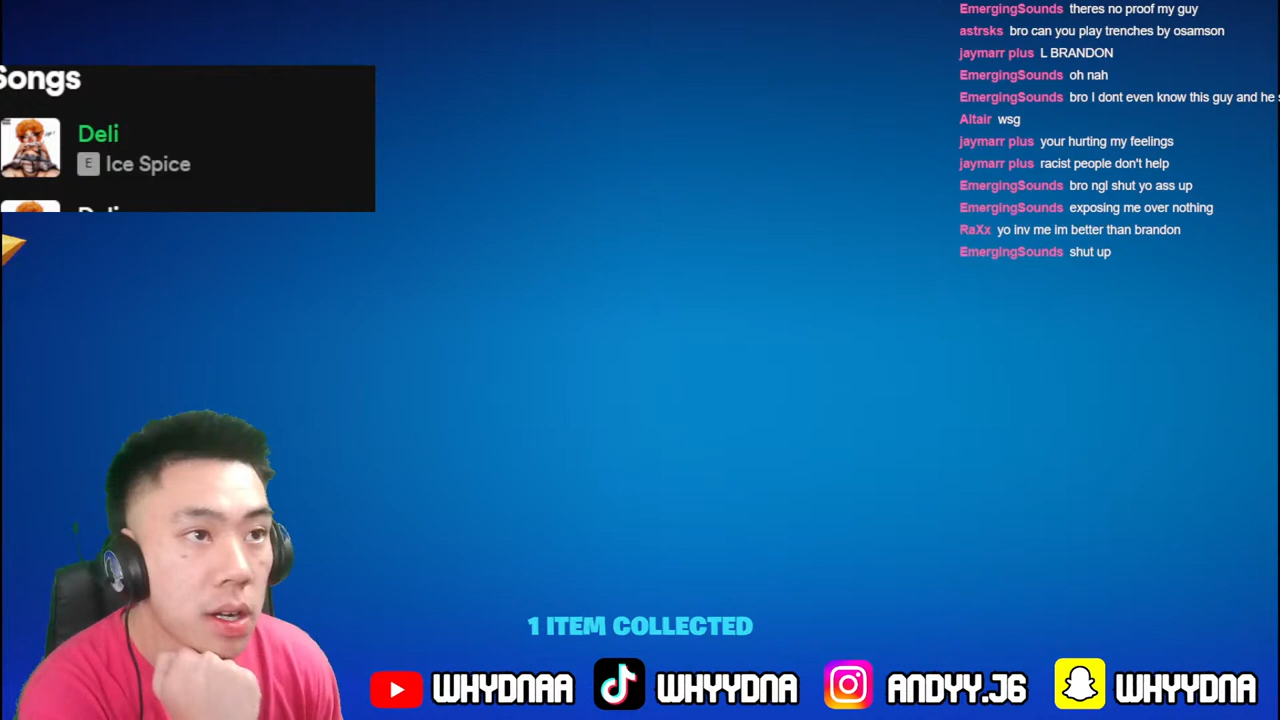 Songs
Deli
E Ice Spice
EmergingSounds theres no proof my guy
astrsks bro can you play trenches by osamson
jaymarr plus L BRANDON
EmergingSounds oh nah
EmergingSounds bro I dont even know this guy and he
Altair wsg
jaymarr plus your hurting my feelings
jaymarr plus racist people don't help
EmergingSounds bro ngl shut yo ass up
EmergingSounds exposing me over nothing
RaXx yo inv me im better than brandon
EmergingSounds shut up
1 ITEM COLLECTED
WHYDNAA WHYYDNA ANDYY.J6 WHYYDNA